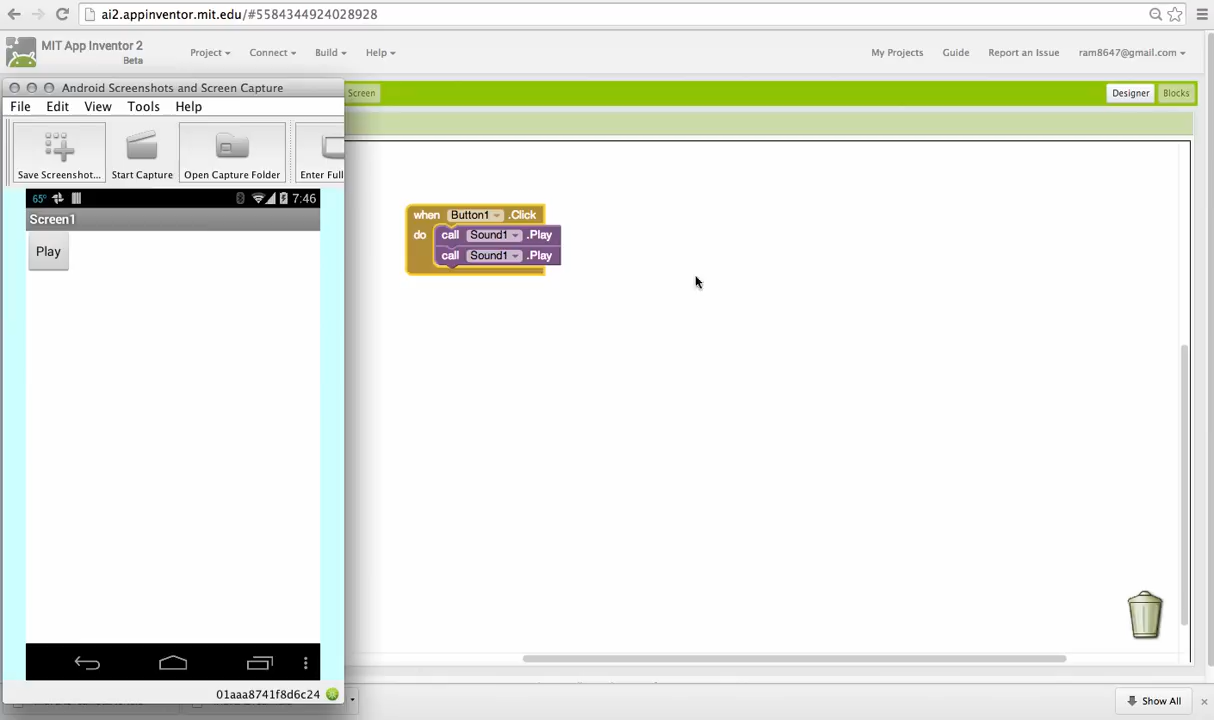 ai2.appinventor.mit.edu/#5584344924028928
MIT App Inventor 2
Beta
Project
Connect
Build
Help
My Projects
Guide
Report an Issue
ram8647@gmail.com
Android Screenshots and Screen Capture
Screen
Designer
Blocks
File
Edit
View
Tools
Help
Save Screenshot...
Start Capture
Open Capture Folder
Enter Full
65°
7:46
Screen1
Play
when Button1 .Click
do call Sound1 .Play
call Sound1 .Play
01aaa8741f8d6c24
Show All